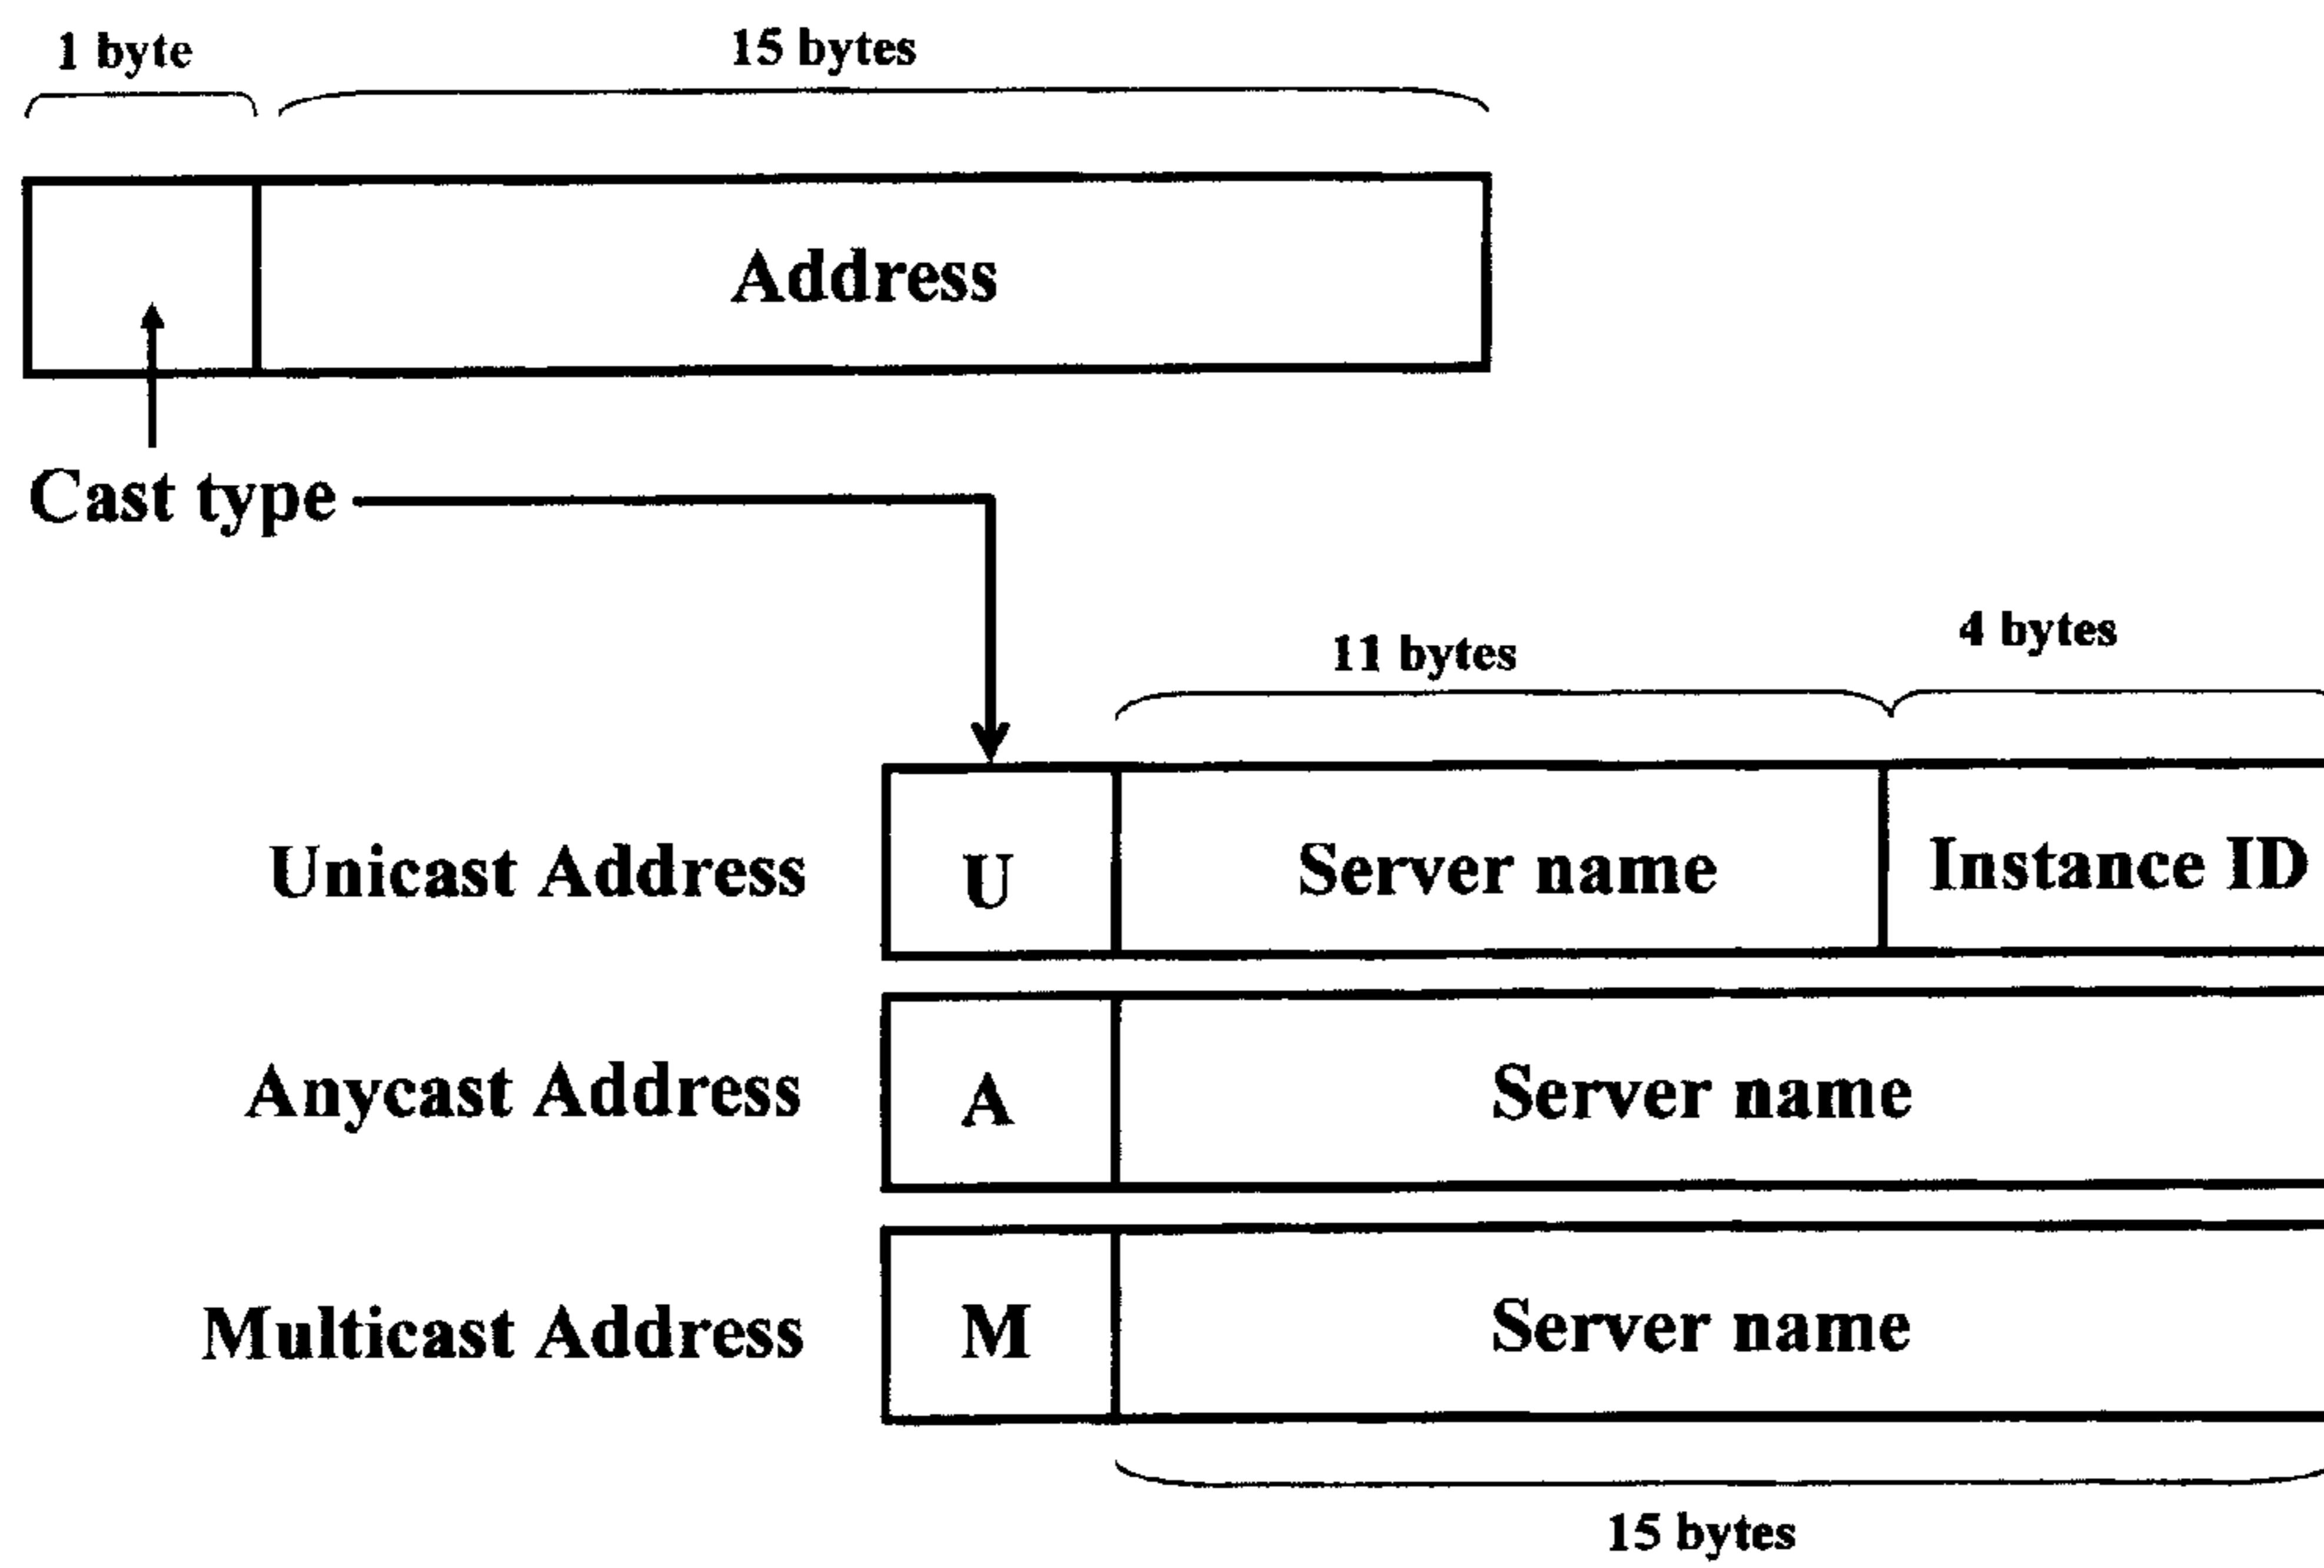 1 byte
15 bytes
Address
Cast type
11 bytes
4 bytes
Unicast Address
U
Server name
Instance ID
Anycast Address
A
Server name
Multicast Address
M
Server name
15 bytes